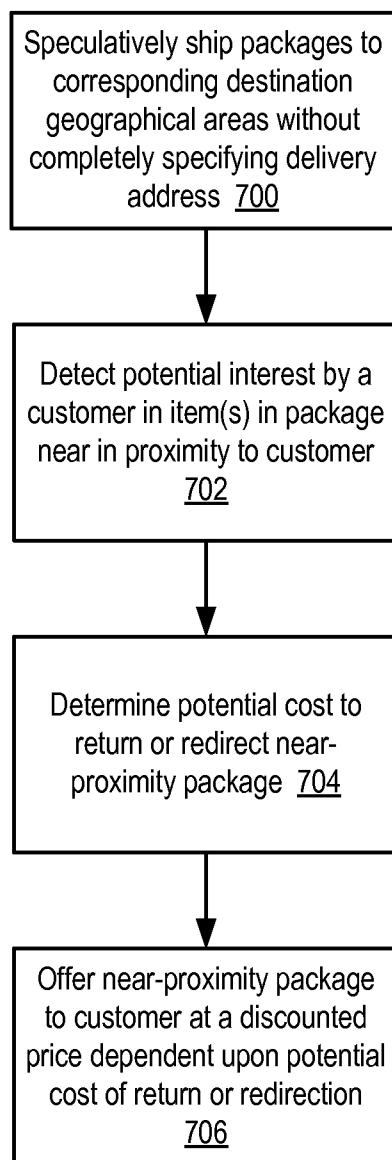 Speculatively ship packages to
corresponding destination
geographical areas without
completely specifying delivery
address 700
Detect potential interest by a
customer in item(s) in package
near in proximity to customer
702
Determine potential cost to
return or redirect near-
proximity package 704
Offer near-proximity package
to customer at a discounted
price dependent upon potential
cost of return or redirection
706